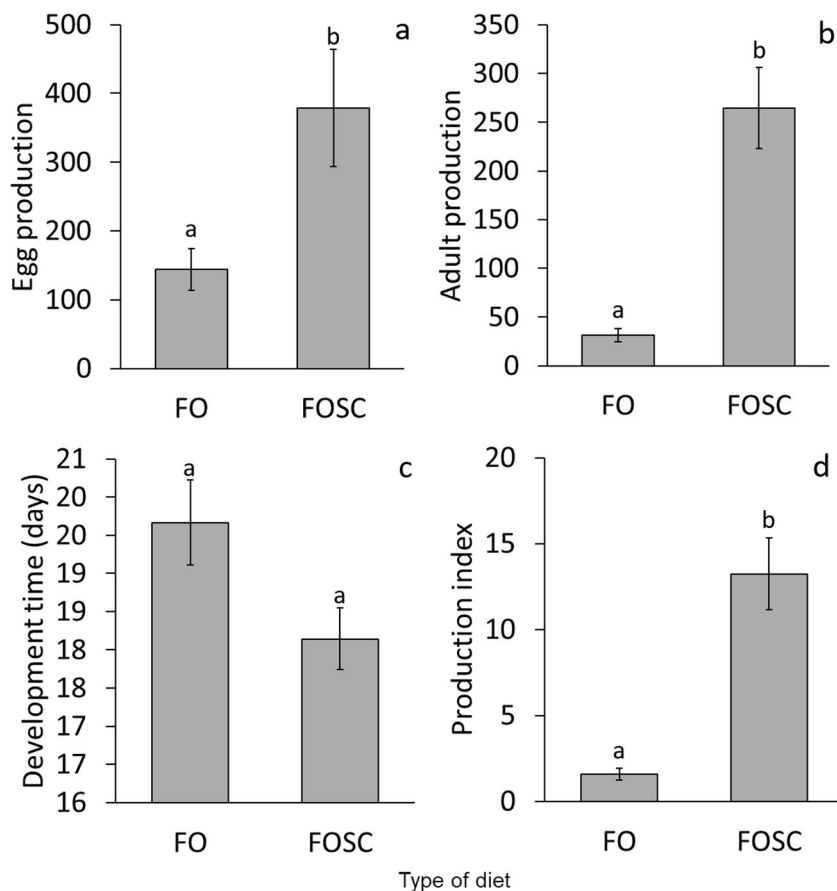 Egg production
500
400
300
200
100
0
a
b
a
FO
FOSC
Adult production
350
300
250
200
150
100
50
0
a
b
b
FO
FOSC
Development time (days)
21
20
20
19
19
18
18
17
17
16
a
a
c
FO
FOSC
Production index
20
15
10
5
0
a
b
d
FO
FOSC
Type of diet